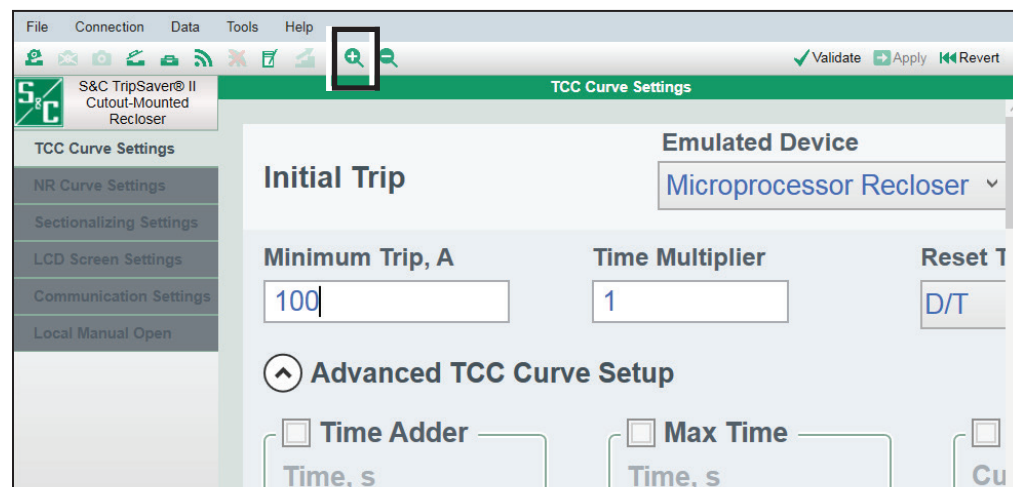 File Connection Data Tools Help
Validate Apply Revert
S&C
S&C TripSaver® II
Cutout-Mounted
Recloser
TCC Curve Settings
TCC Curve Settings
NR Curve Settings
Sectionalizing Settings
LCD Screen Settings
Communication Settings
Local Manual Open
Initial Trip
Emulated Device
Microprocessor Recloser
Minimum Trip, A Time Multiplier Reset T
100 1 D/T
Advanced TCC Curve Setup
Time Adder Max Time
Time, s Time, s Cu